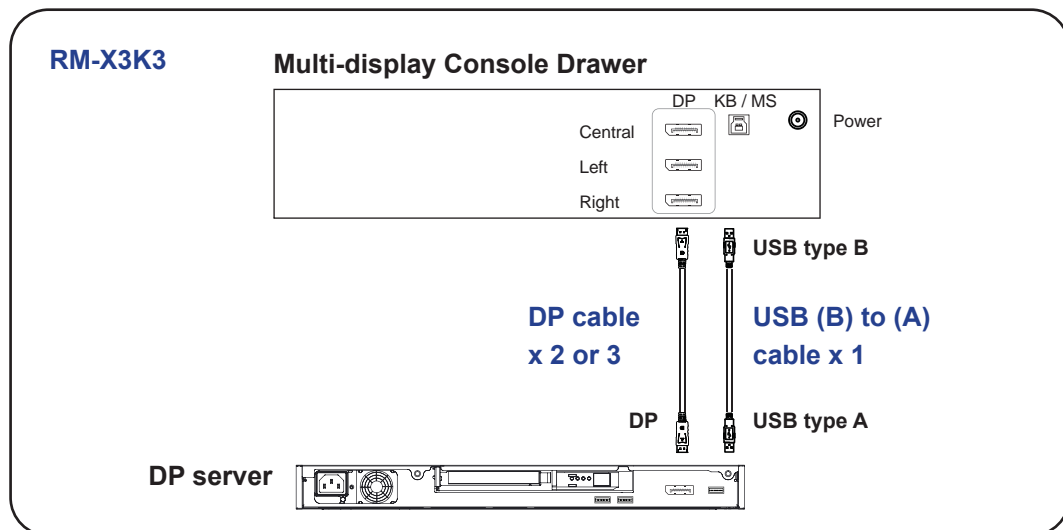 RM-X3K3
Multi-display Console Drawer
DP KB / MS
Central
Power
Left
Right
USB type B
DP cable
x 2 or 3
USB (B) to (A)
cable x 1
DP
USB type A
DP server